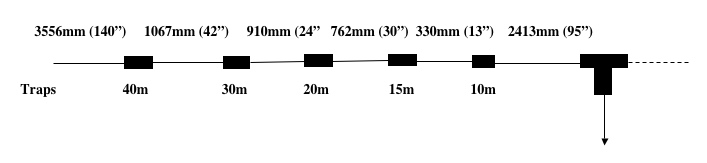 3556mm (140”) 1067mm (42”) 910mm (24” 762mm (30”) 330mm (13”) 2413mm (95”)
Traps 40m 30m 20m 15m 10m